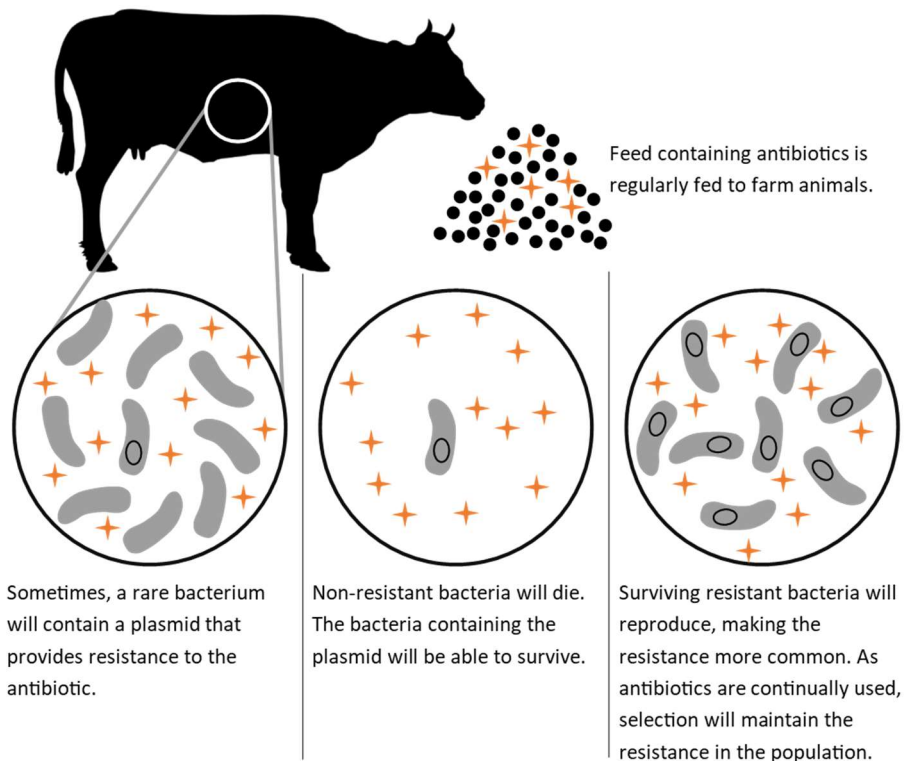 Feed containing antibiotics is
regularly fed to farm animals.
Sometimes, a rare bacterium
will contain a plasmid that
provides resistance to the
antibiotic.
Non-resistant bacteria will die.
The bacteria containing the
plasmid will be able to survive.
Surviving resistant bacteria will
reproduce, making the
resistance more common. As
antibiotics are continually used,
selection will maintain the
resistance in the population.